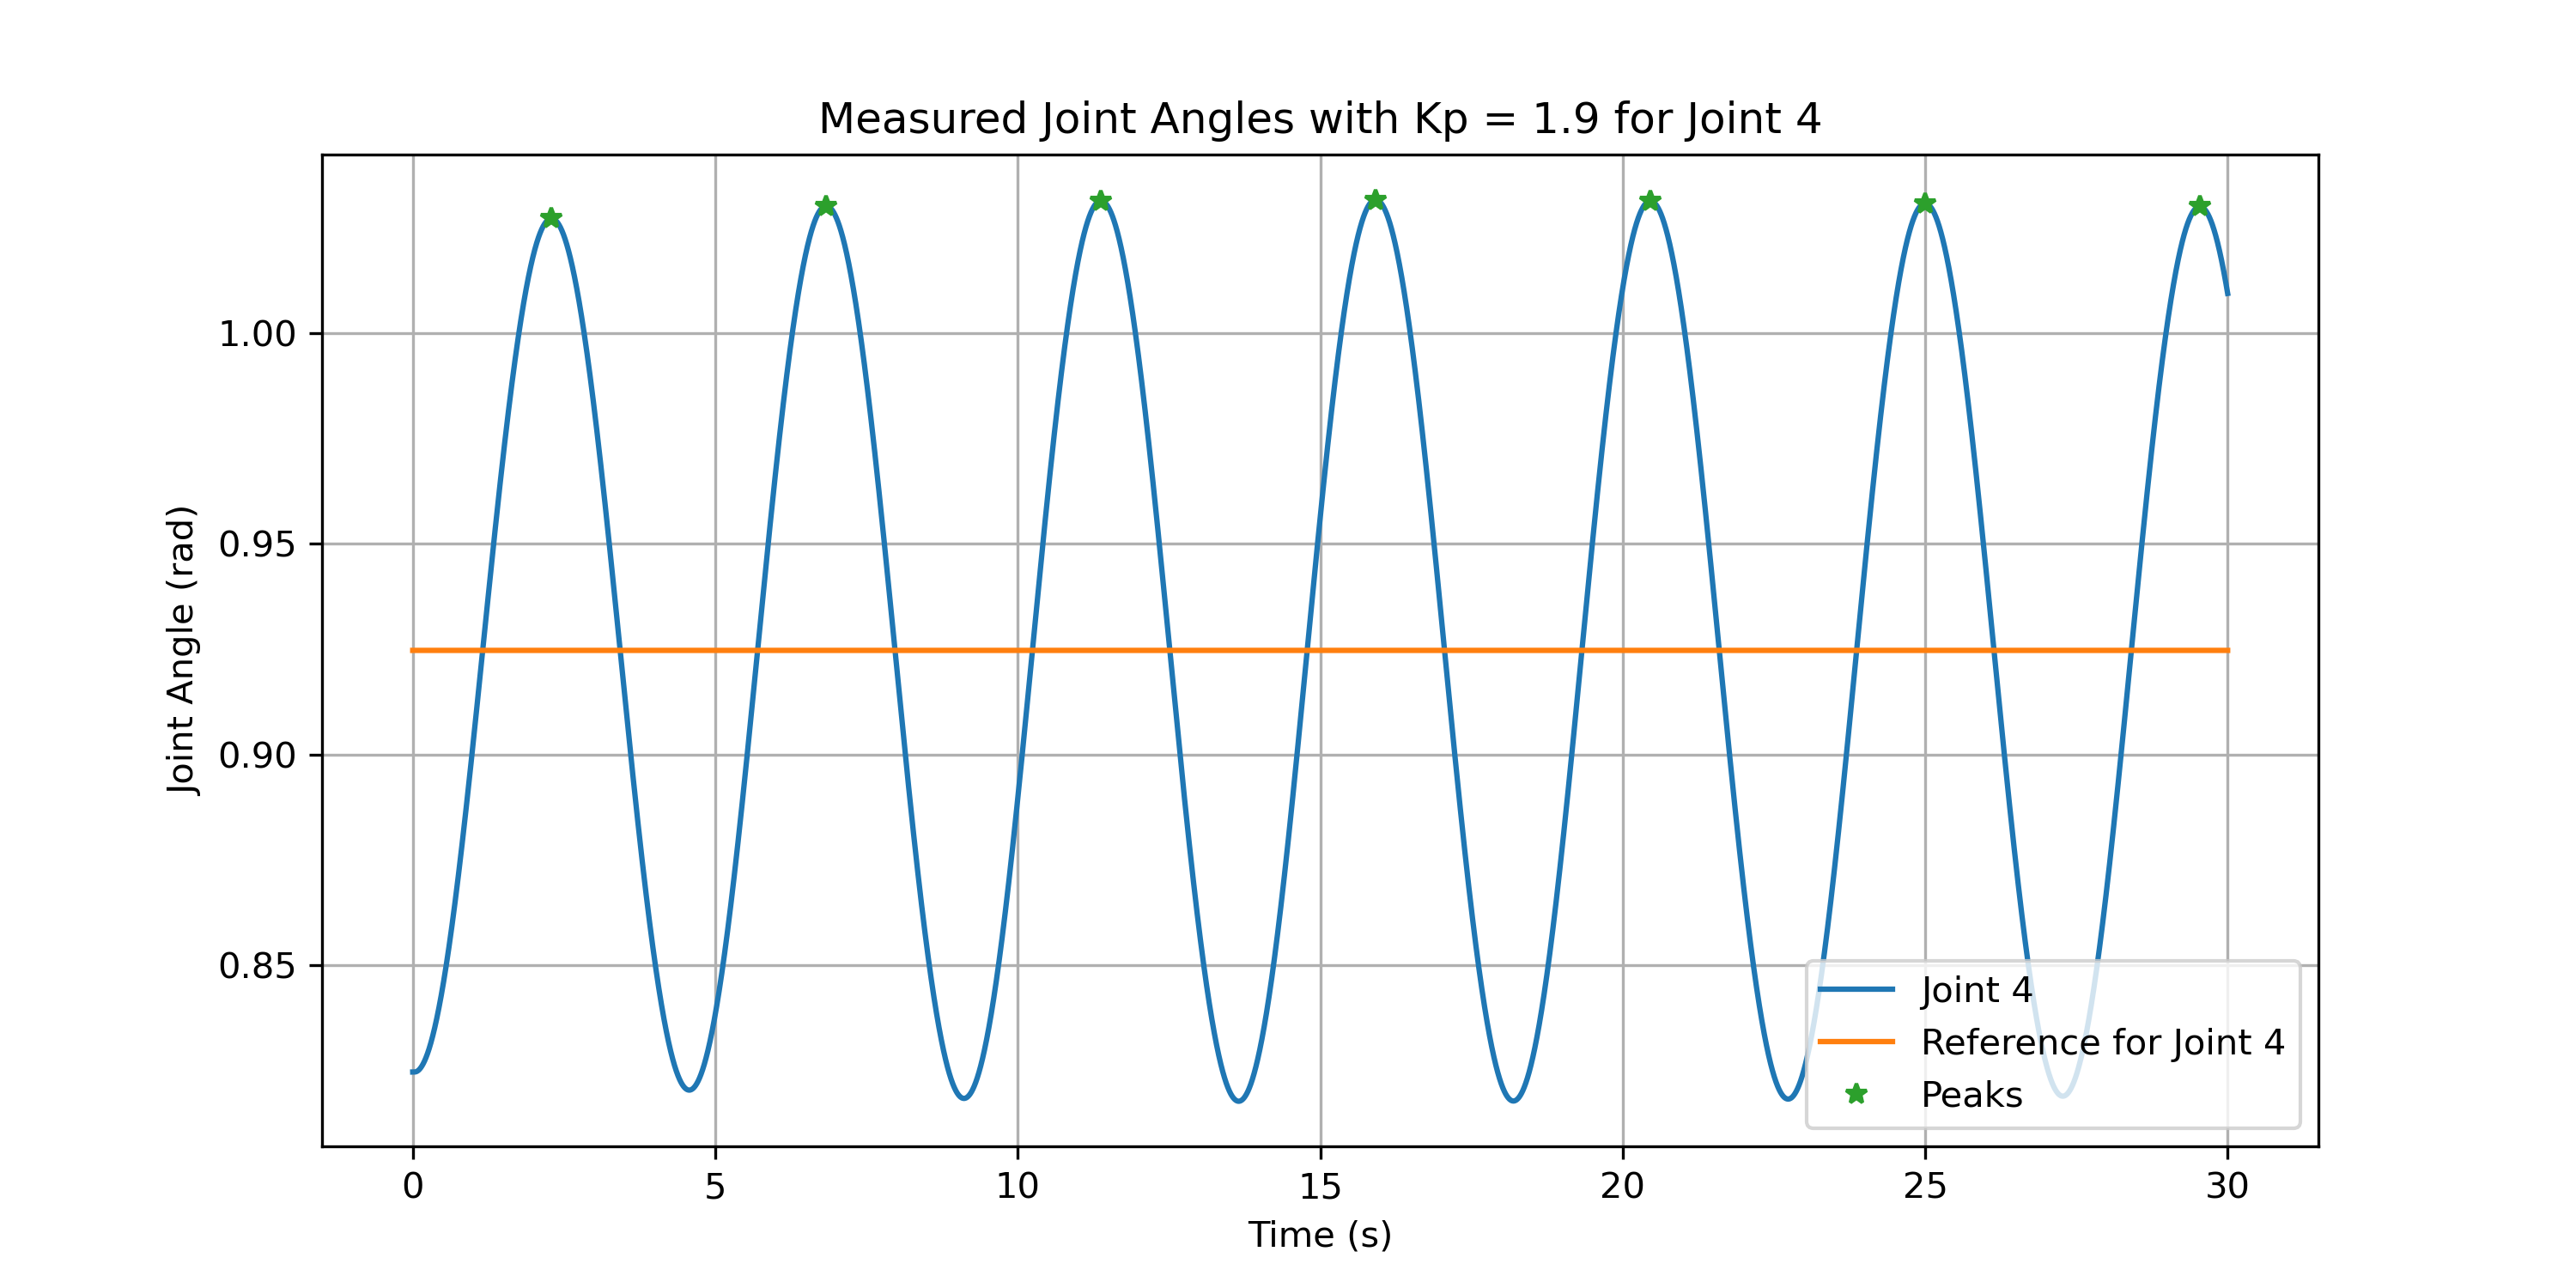 Measured Joint Angles with Kp = 1.9 for Joint 4
1.00
0.95
0.90
0.85
Joint Angle (rad)
Joint 4
Reference for Joint 4
Peaks
0 5 10 15 20 25 30
Time (s)